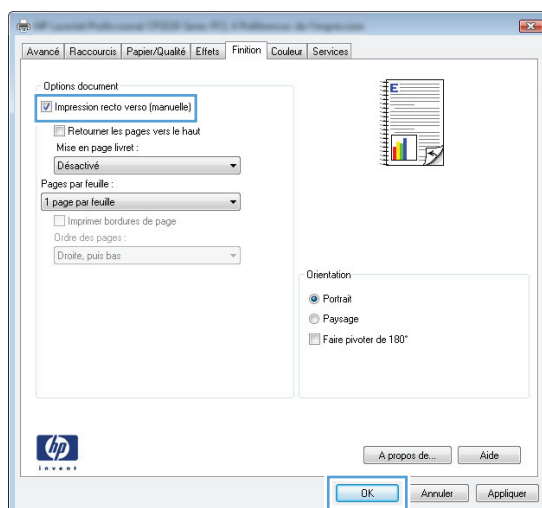 Avancé Raccourcis Papier/Qualité Effets Finition Couleur Services
Options document
Impression recto verso (manuelle)
Retourner les pages vers le haut
Mise en page livret :
Désactivé
Pages par feuille :
1 page par feuille
Imprimer bordures de page
Ordre des pages :
Droite, puis bas
E
Orientation
Portrait
Paysage
Faire pivoter de 180°
hp
invent
A propos de... Aide
OK Annuler Appliquer